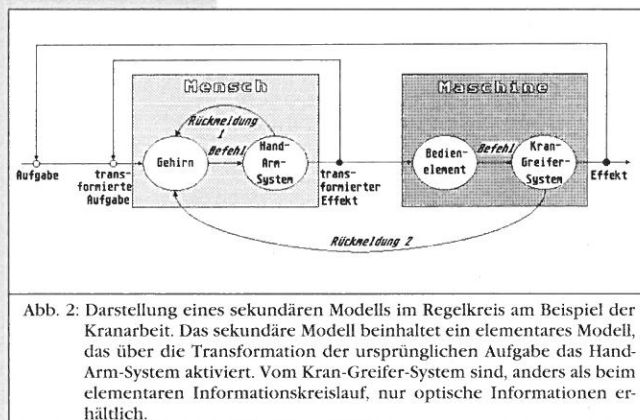 Mensch
Maschine
Rückmeldung
1
Gehirn
Befehl
Hand-
Arm-
System
Bedien-
element
Befehl
Kran-
Greifer-
System
Aufgabe
trans-
formierte
Aufgabe
trans-
formierter
Effekt
Effekt
Rückmeldung 2
Abb. 2: Darstellung eines sekundären Modells im Regelkreis am Beispiel der
Kranarbeit. Das sekundäre Modell beinhaltet ein elementares Modell,
das über die Transformation der ursprünglichen Aufgabe das Hand-
Arm-System aktiviert. Vom Kran-Greifer-System sind, anders als beim
elementaren Informationskreislauf, nur optische Informationen er-
hältlich.